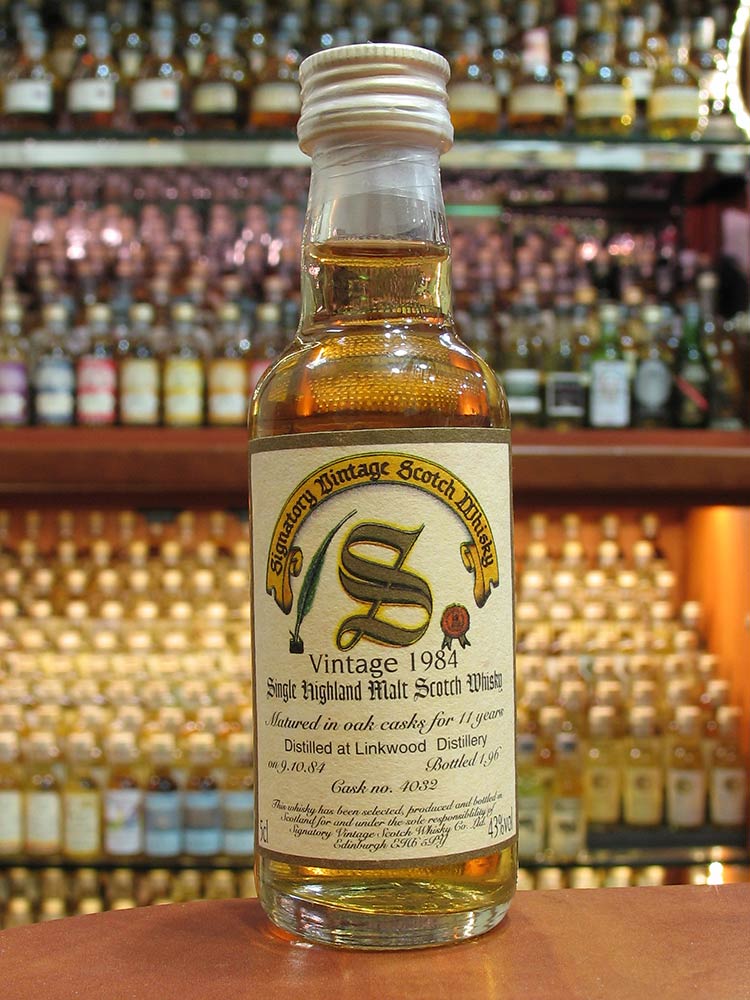 Signatory Vintage Scotch Whisky
S
Vintage 1984
Single Highland Malt Scotch Whisky
Matured in oak casks for 11 years
Distilled at Linkwood Distillery
on 9.10.84 Bottled 1,96
Cask no. 4032
This whisky has been selected, produced and bottled in
Scotland for and under the sole responsibility of
Signatory Vintage Scotch Whisky Co. Ltd.
Edinburgh EH6 5PJ
5cl 43%vol